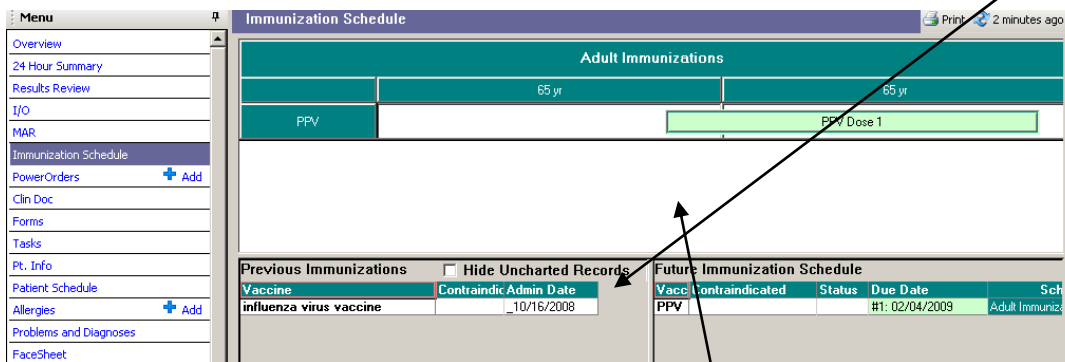 Menu
Overview
24 Hour Summary
Results Review
I/O
MAR
Immunization Schedule
PowerOrders Add
Clin Doc
Forms
Tasks
Pt. Info
Patient Schedule
Allergies Add
Problems and Diagnoses
FaceSheet
Immunization Schedule Print 2 minutes ago
Adult Immunizations
65 yr 65 yr
PPV PPV Dose 1
Previous Immunizations Hide Uncharted Records
Vaccine Contraindic Admin Date
influenza virus vaccine _10/16/2008
Future Immunization Schedule
Vacc Contraindicated Status Due Date Sch
PPV #1: 02/04/2009 Adult Immuniza